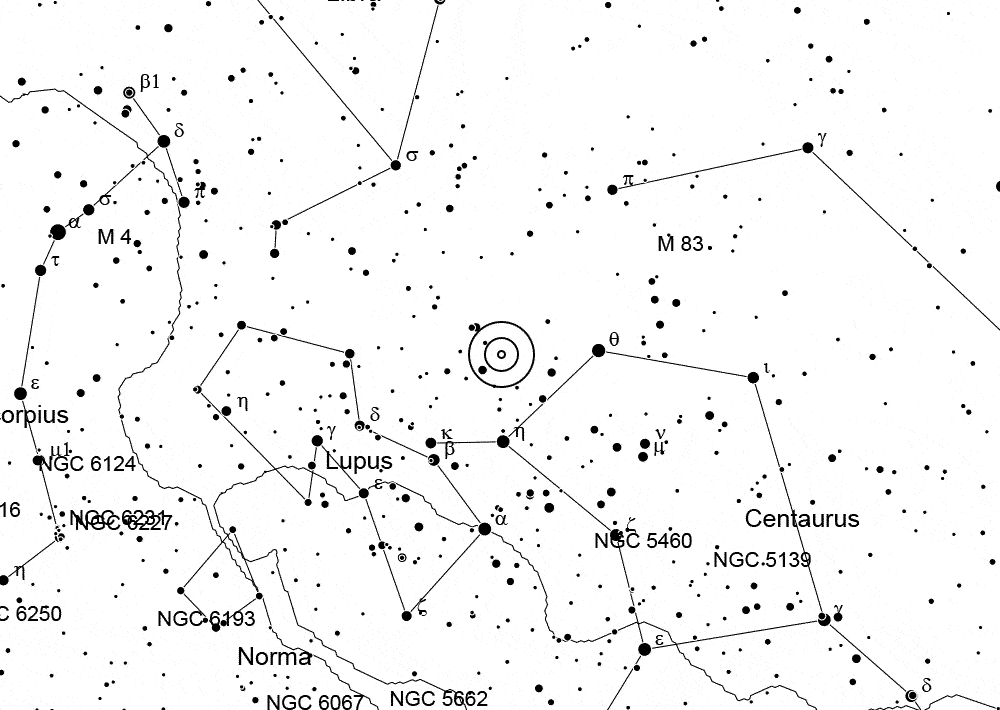 β1
δ
γ
σ
π
π
σ
α
M 4
M 83
τ
θ
ι
ε
η
δ
orpius
γ
κ
η
ν
μ1
β
μ
NGC 6124
Lupus
ε
16
NGC 6231
α
ζ
Centaurus
NGC 6227
NGC 5460
NGC 5139
η
C 6250
NGC 6193
ζ
γ
Norma
ε
δ
NGC 6067
NGC 5662